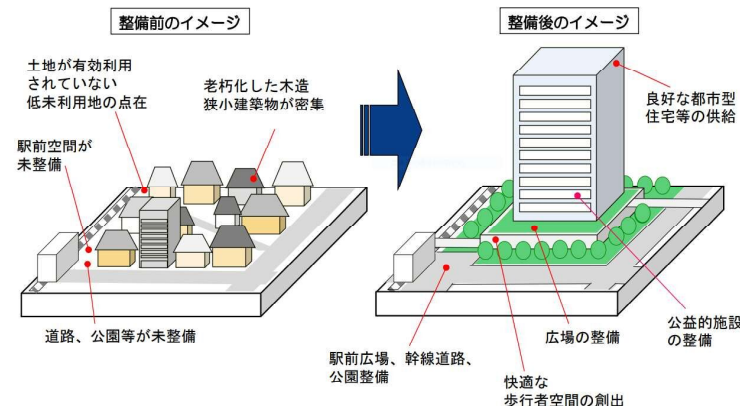 整備前のイメージ
土地が有効利用
されていない
低未利用地の点在
老朽化した木造
狭小建築物が密集
駅前空間が
未整備
道路、公園等が未整備
整備後のイメージ
良好な都市型
住宅等の供給
公益的施設
の整備
広場の整備
駅前広場、幹線道路、
公園整備
快適な
歩行者空間の創出